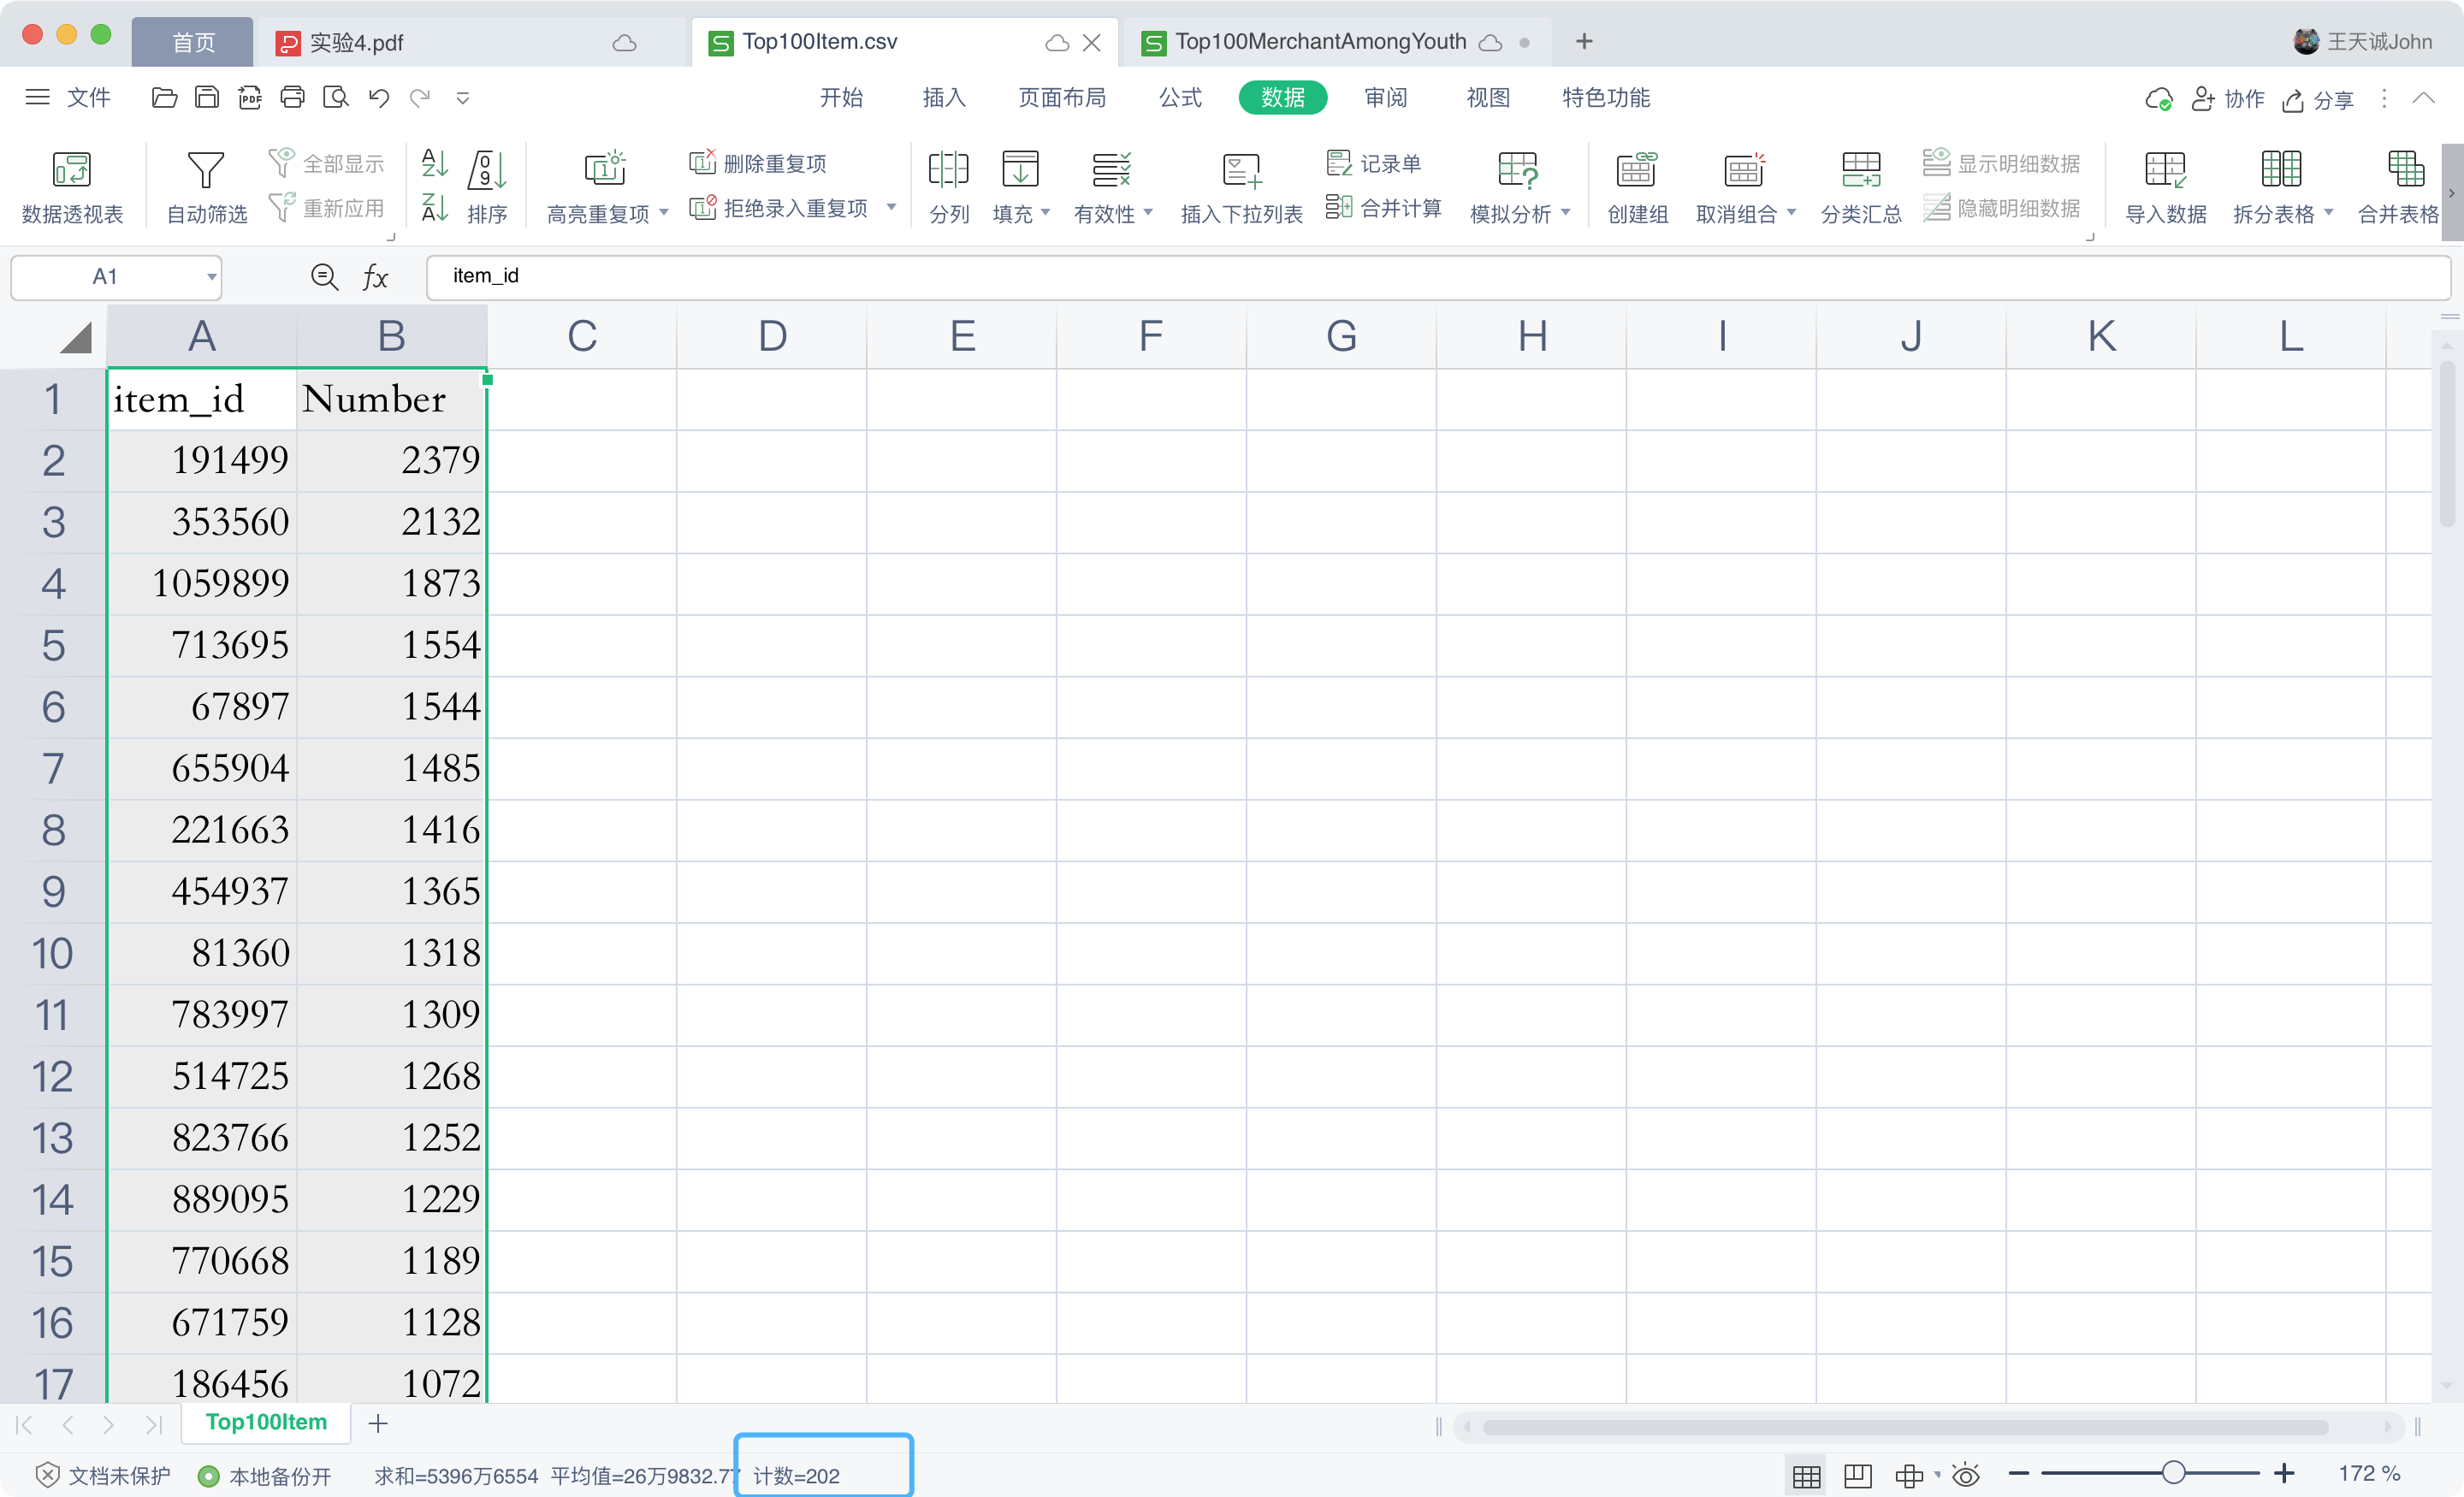 首页 实验4.pdf Top100Item.csv Top100MerchantAmongYouth 王天诚John
文件 开始 插入 页面布局 公式 数据 审阅 视图 特色功能 协作 分享
全部显示 删除重复项 记录单 显示明细数据
重新应用 拒绝录入重复项 合并计算 隐藏明细数据
数据透视表 自动筛选 排序 高亮重复项 分列 填充 有效性 插入下拉列表 模拟分析 创建组 取消组合 分类汇总 导入数据 拆分表格 合并表格
A1 fx item_id
A B C D E F G H I J K L
1 item_id Number
2 191499 2379
3 353560 2132
4 1059899 1873
5 713695 1554
6 67897 1544
7 655904 1485
8 221663 1416
9 454937 1365
10 81360 1318
11 783997 1309
12 514725 1268
13 823766 1252
14 889095 1229
15 770668 1189
16 671759 1128
17 186456 1072
Top100Item
文档未保护 本地备份开 求和=5396万6554 平均值=26万9832.77 计数=202 172 %